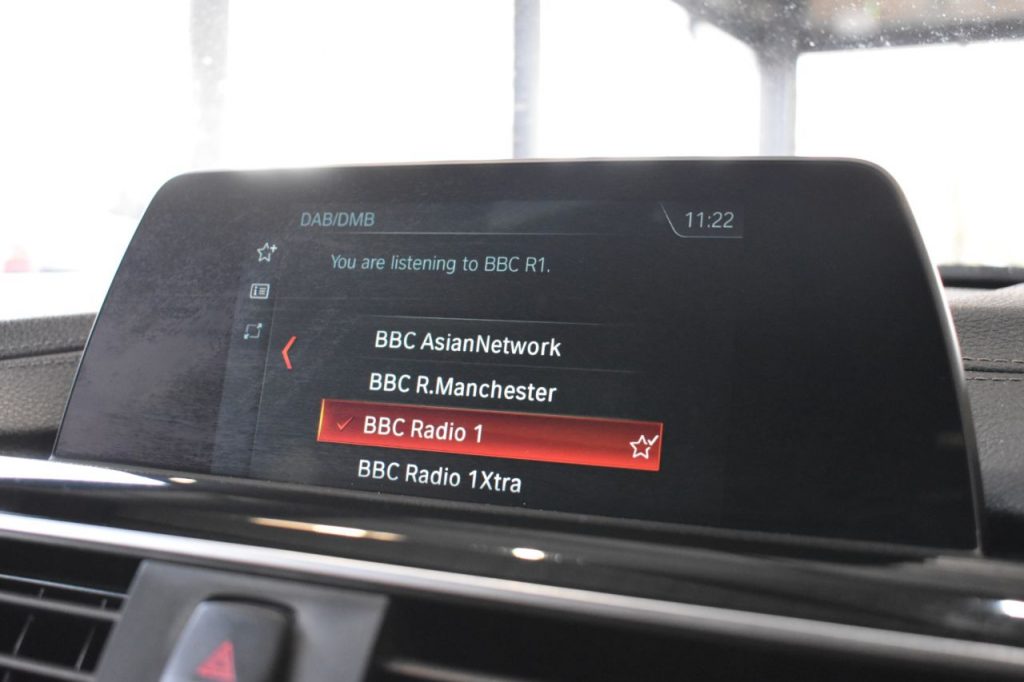 DAB/DMB
11:22
You are listening to BBC R1.
BBC AsianNetwork
BBC R.Manchester
BBC Radio 1
BBC Radio 1Xtra